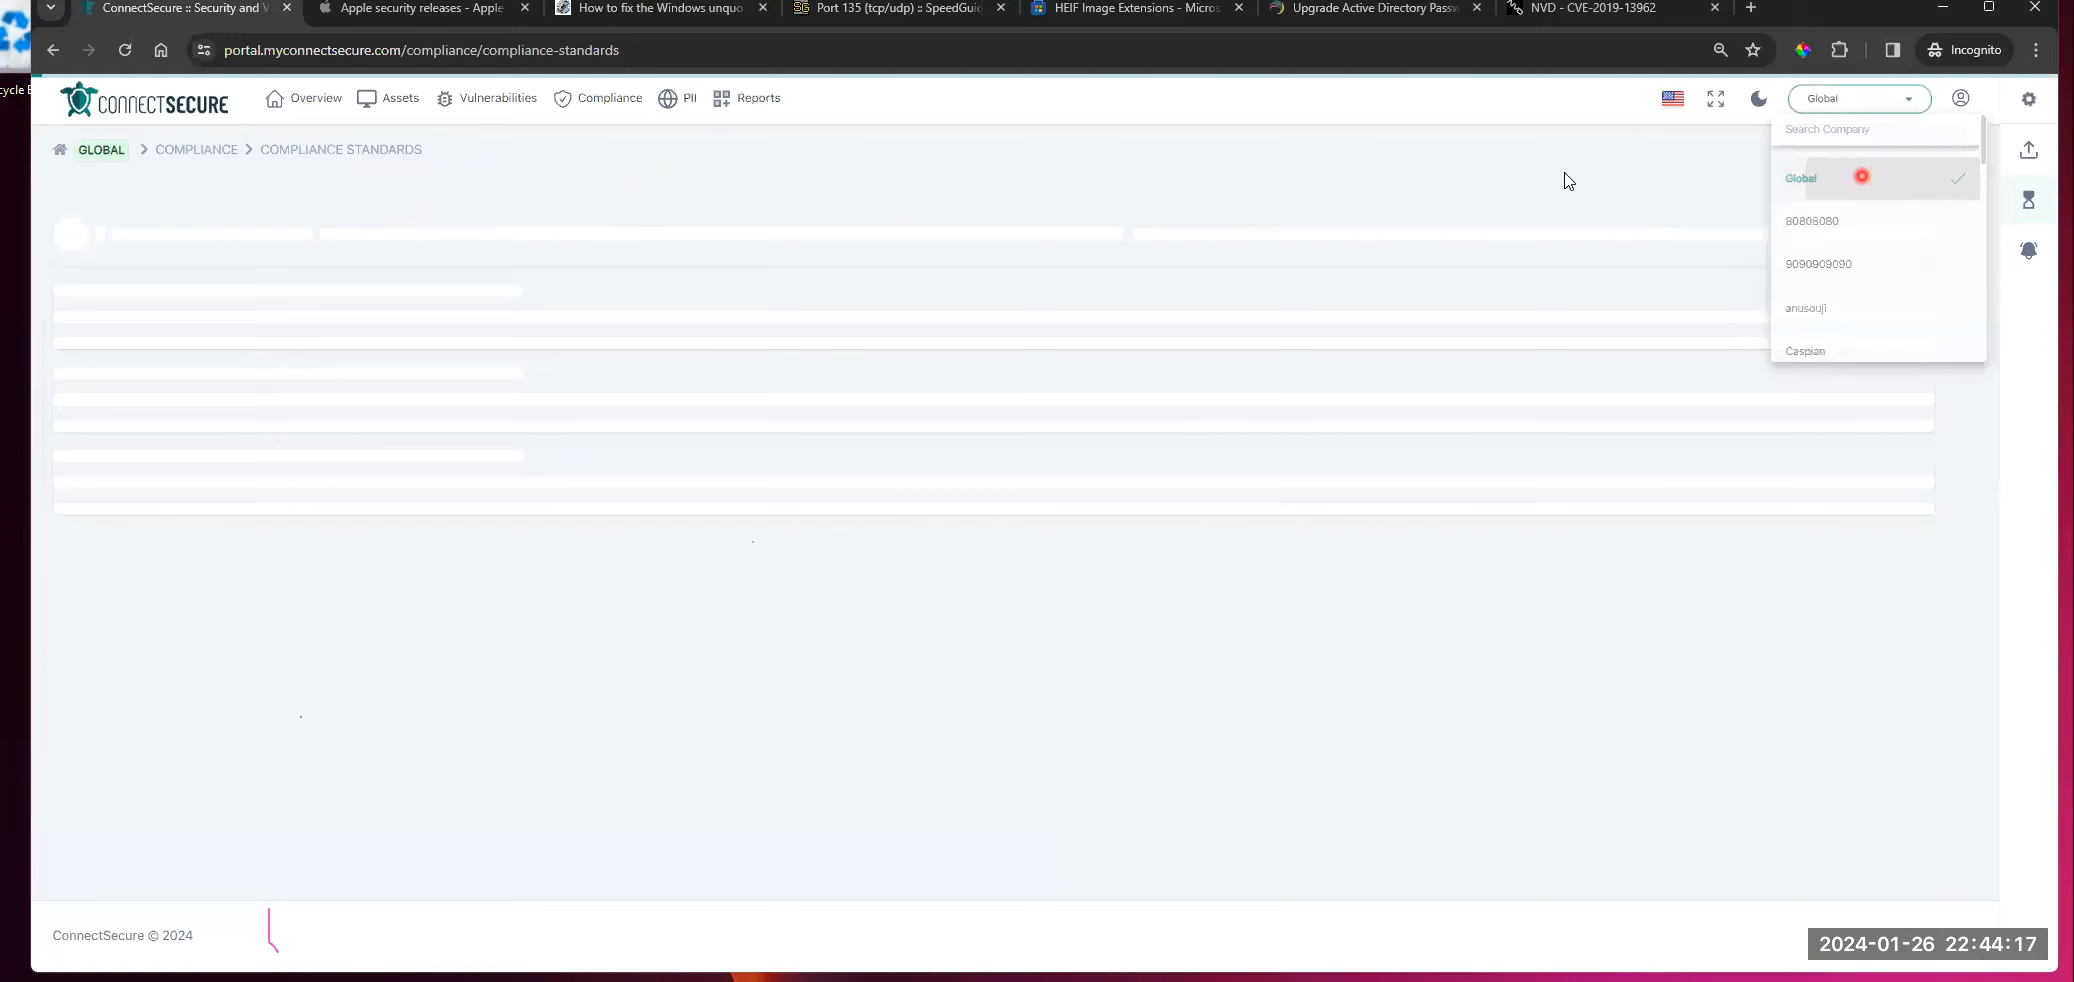 ConnectSecure :: Security and V
Apple security releases - Apple
How to fix the Windows unquo
Port 135 (tcp/udp) :: SpeedGuid
HEIF Image Extensions - Micros
Upgrade Active Directory Passw
NVD - CVE-2019-13962
portal.myconnectsecure.com/compliance/compliance-standards
Incognito
cycle
CONNECTSECURE
Overview
Assets
Vulnerabilities
Compliance
PII
Reports
Global
Search Company
GLOBAL > COMPLIANCE > COMPLIANCE STANDARDS
Global
80808080
9090909090
anusouji
Caspian
ConnectSecure © 2024
2024-01-26 22:44:17